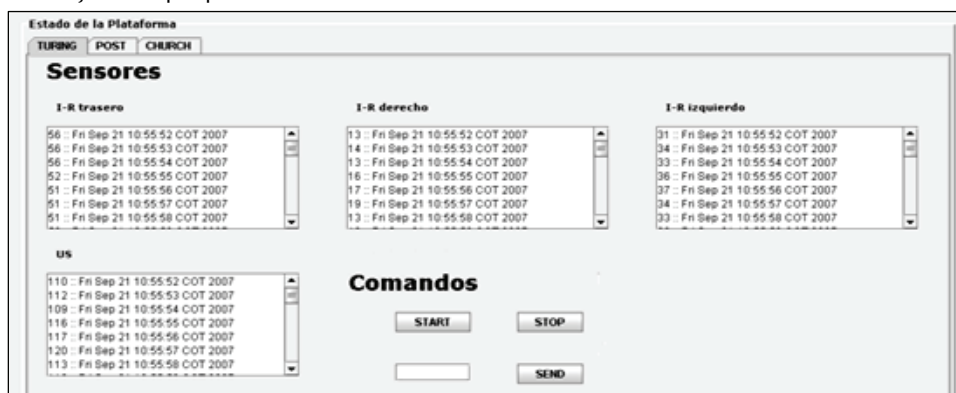 Estado de la Plataforma
TURING POST CHURCH
Sensores
I-R trasero
56 :: Fri Sep 21 10:55:52 COT 2007
56 :: Fri Sep 21 10:55:53 COT 2007
56 :: Fri Sep 21 10:55:54 COT 2007
52 :: Fri Sep 21 10:55:55 COT 2007
51 :: Fri Sep 21 10:55:56 COT 2007
51 :: Fri Sep 21 10:55:57 COT 2007
51 :: Fri Sep 21 10:55:58 COT 2007
I-R derecho
13 :: Fri Sep 21 10:55:52 COT 2007
14 :: Fri Sep 21 10:55:53 COT 2007
13 :: Fri Sep 21 10:55:54 COT 2007
16 :: Fri Sep 21 10:55:55 COT 2007
17 :: Fri Sep 21 10:55:56 COT 2007
19 :: Fri Sep 21 10:55:57 COT 2007
13 :: Fri Sep 21 10:55:58 COT 2007
I-R izquierdo
31 :: Fri Sep 21 10:55:52 COT 2007
34 :: Fri Sep 21 10:55:53 COT 2007
33 :: Fri Sep 21 10:55:54 COT 2007
36 :: Fri Sep 21 10:55:55 COT 2007
37 :: Fri Sep 21 10:55:56 COT 2007
34 :: Fri Sep 21 10:55:57 COT 2007
33 :: Fri Sep 21 10:55:58 COT 2007
US
110 :: Fri Sep 21 10:55:52 COT 2007
112 :: Fri Sep 21 10:55:53 COT 2007
109 :: Fri Sep 21 10:55:54 COT 2007
116 :: Fri Sep 21 10:55:55 COT 2007
117 :: Fri Sep 21 10:55:56 COT 2007
120 :: Fri Sep 21 10:55:57 COT 2007
113 :: Fri Sep 21 10:55:58 COT 2007
Comandos
START STOP
SEND